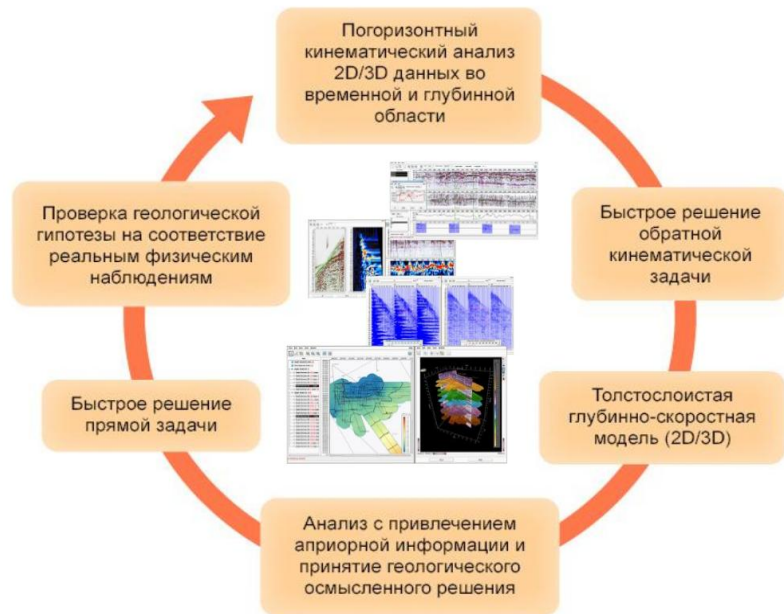 Погоризонтный
кинематический анализ
2D/3D данных во
временной и глубинной
области
Быстрое решение
обратной
кинематической
задачи
Толстослоистая
глубинно-скоростная
модель (2D/3D)
Анализ с привлечением
априорной информации и
принятие геологического
осмысленного решения
Быстрое решение
прямой задачи
Проверка геологической
гипотезы на соответствие
реальным физическим
наблюдениям